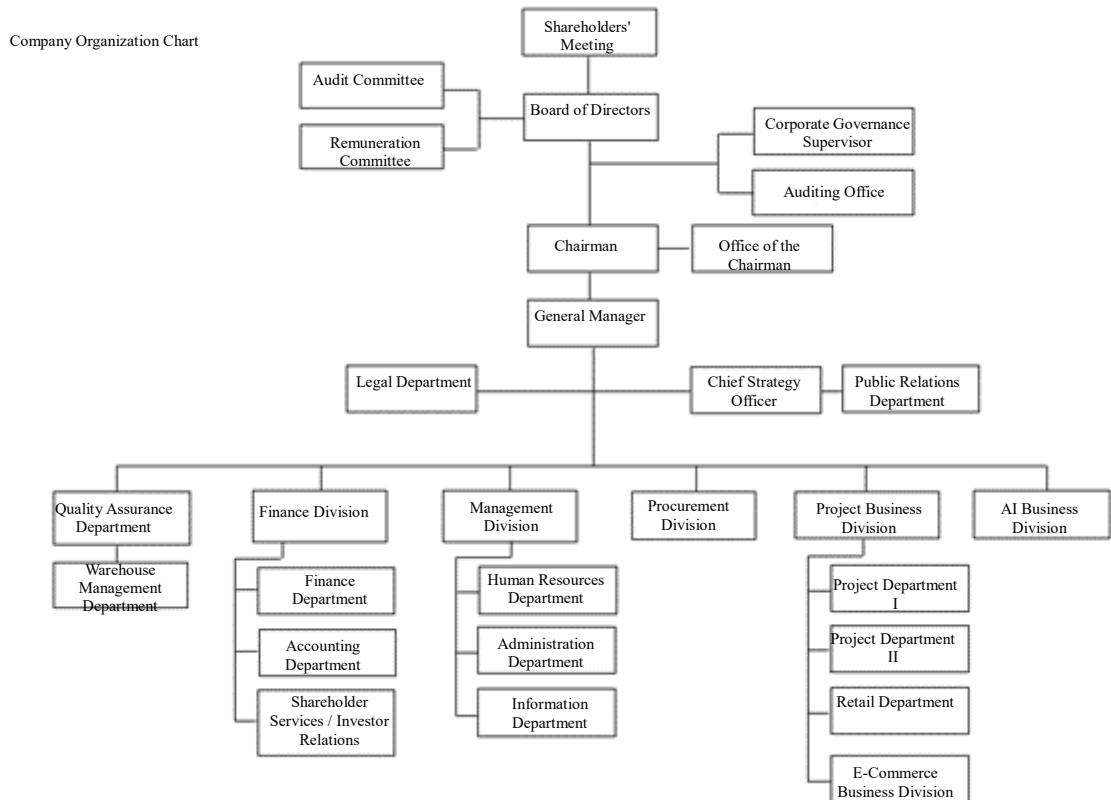 Company Organization Chart
Shareholders'
Meeting
Audit Committee
Board of Directors
Remuneration
Committee
Corporate Governance
Supervisor
Auditing Office
Chairman
Office of the
Chairman
General Manager
Legal Department
Chief Strategy
Officer
Public Relations
Department
Quality Assurance
Department
Finance Division
Management
Division
Procurement
Division
Project Business
Division
AI Business
Division
Warehouse
Management
Department
Finance
Department
Accounting
Department
Shareholder
Services / Investor
Relations
Human Resources
Department
Administration
Department
Information
Department
Project Department
I
Project Department
II
Retail Department
E-Commerce
Business Division